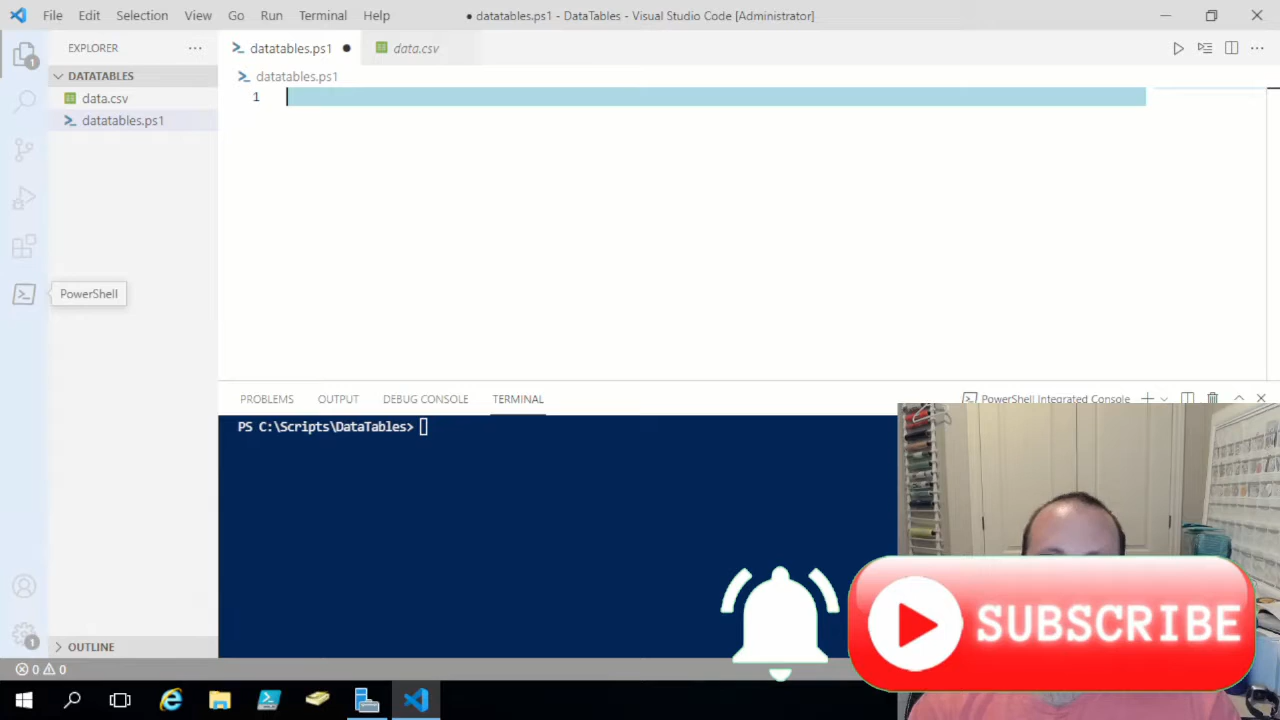 File Edit Selection View Go Run Terminal Help
● datatables.ps1 - DataTables - Visual Studio Code [Administrator]
EXPLORER
DATATABLES
data.csv
datatables.ps1
OUTLINE
1
PowerShell
datatables.ps1
data.csv
datatables.ps1
1
PROBLEMS OUTPUT DEBUG CONSOLE TERMINAL
PowerShell Integrated Console
PS C:\Scripts\DataTables>
SUBSCRIBE
1
0 0